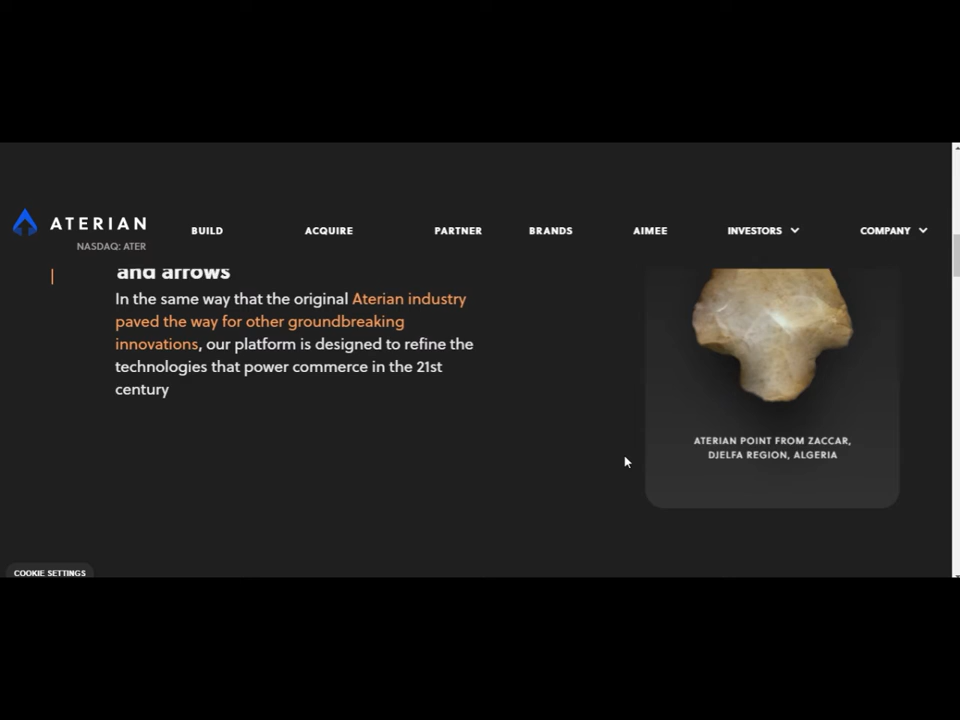 ATERIAN
NASDAQ: ATER
BUILD
ACQUIRE
PARTNER
BRANDS
AIMEE
INVESTORS
COMPANY
and arrows
In the same way that the original Aterian industry
paved the way for other groundbreaking
innovations, our platform is designed to refine the
technologies that power commerce in the 21st
century
ATERIAN POINT FROM ZACCAR,
DJELFA REGION, ALGERIA
COOKIE SETTINGS